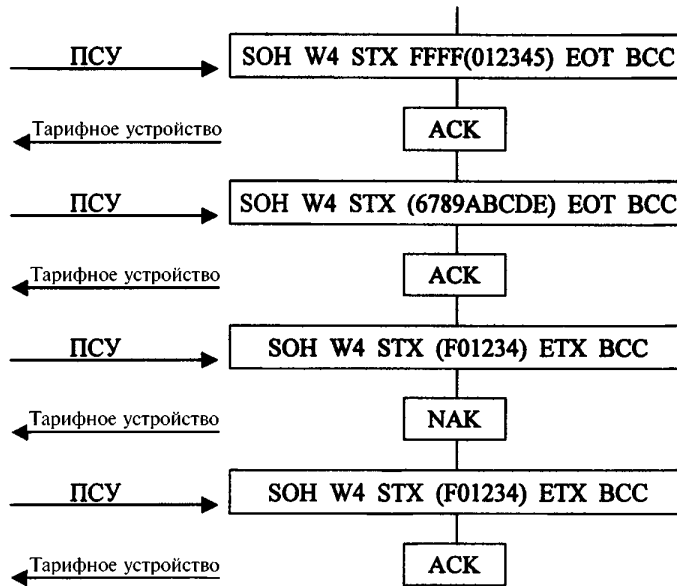 ПСУ SOH W4 STX FFFF(012345) EOT BCC
Тарифное устройство ACK
ПСУ SOH W4 STX (6789ABCDE) EOT BCC
Тарифное устройство ACK
ПСУ SOH W4 STX (F01234) ETX BCC
Тарифное устройство NAK
ПСУ SOH W4 STX (F01234) ETX BCC
Тарифное устройство ACK